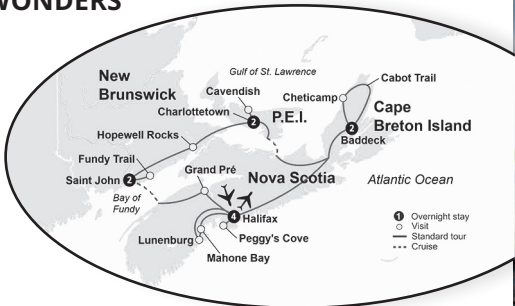 WONDERS
New
Brunswick
Gulf of St. Lawrence
Cabot Trail
Cavendish
Cheticamp
Cape
Breton Island
Charlottetown
2
P.E.I.
2
Baddeck
Hopewell Rocks
Fundy Trail
Grand Pré
Nova Scotia
Saint John
2
Atlantic Ocean
Bay of
Fundy
4
Halifax
Lunenburg
Peggy's Cove
Mahone Bay
1 Overnight stay
Visit
Standard tour
Cruise